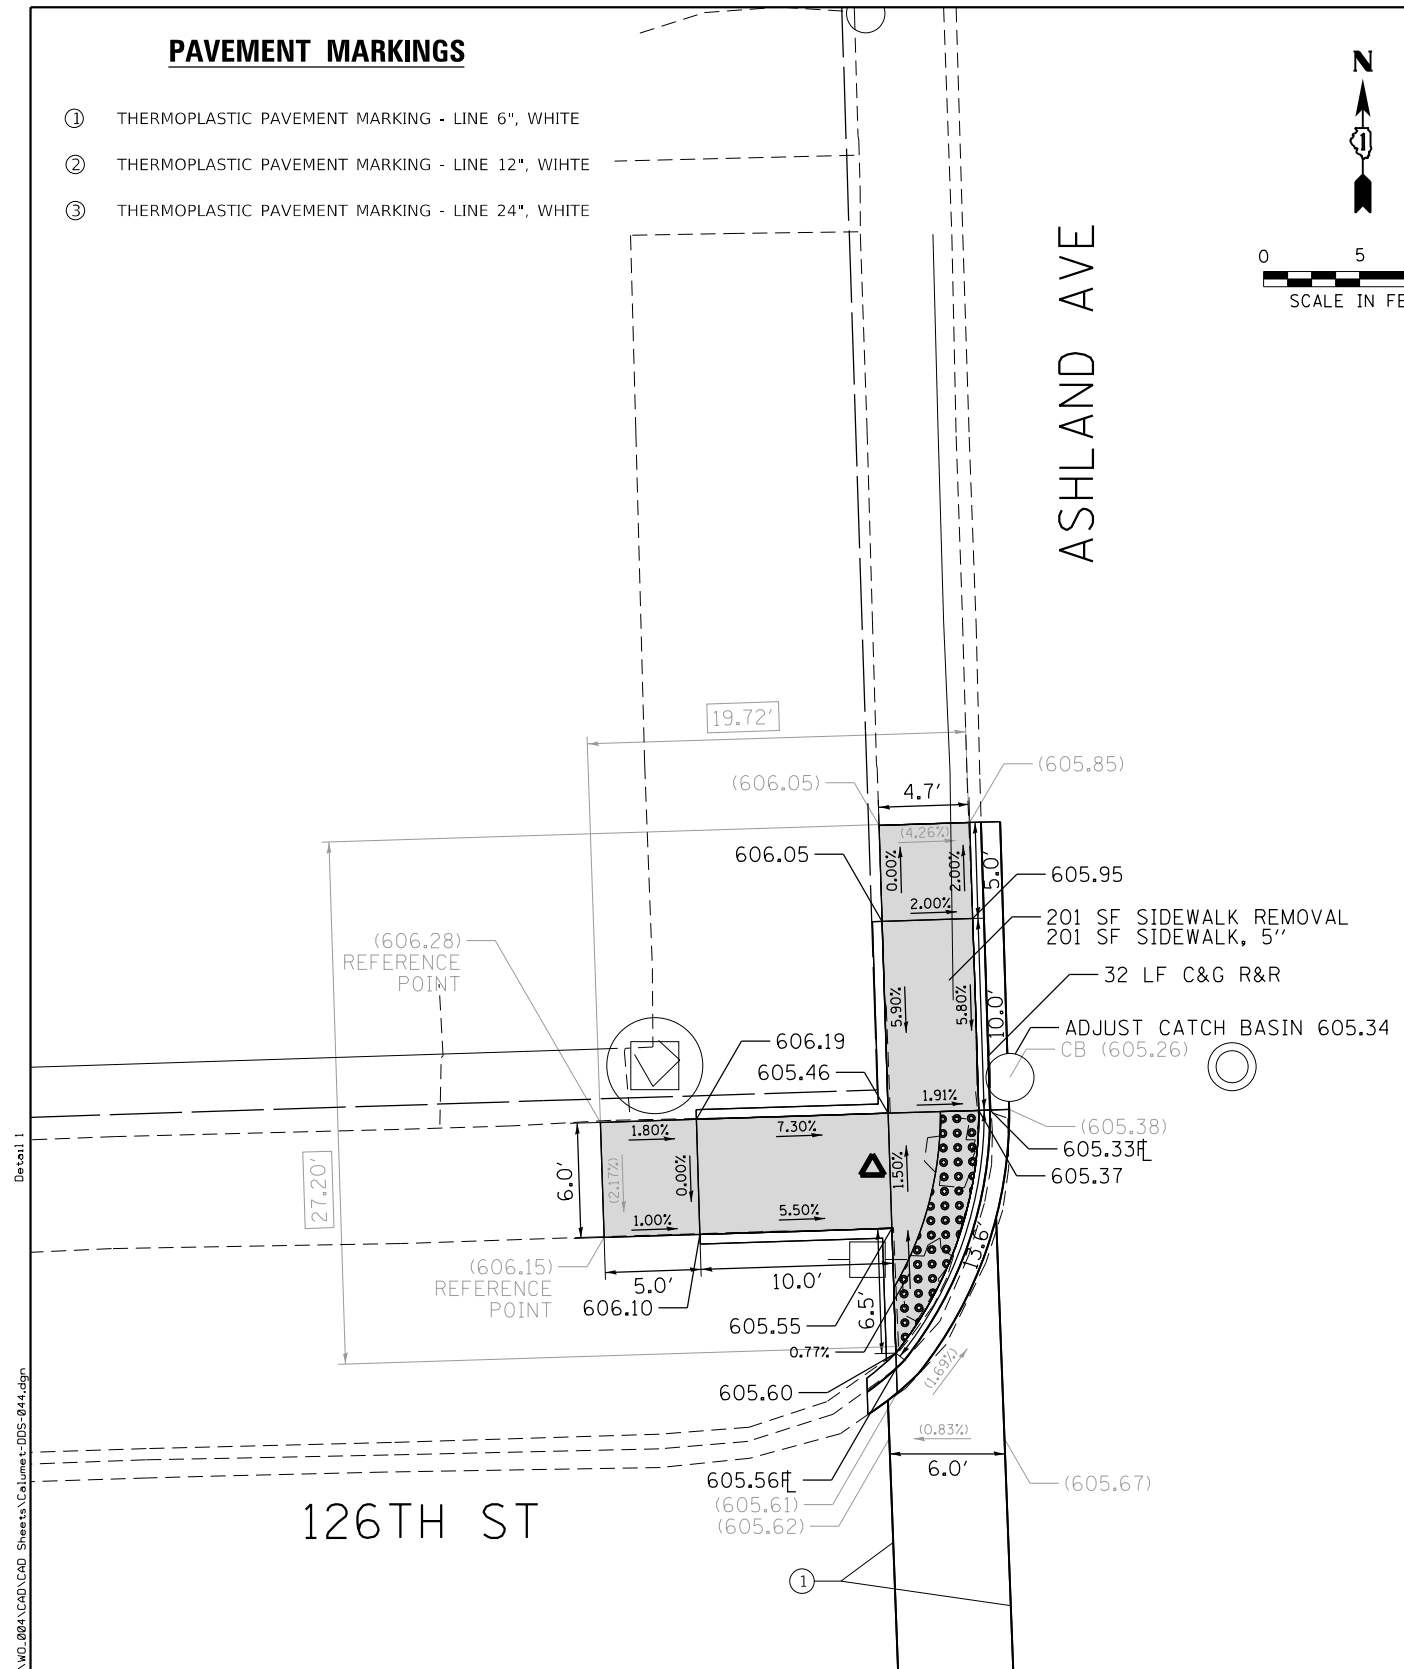 PAVEMENT MARKINGS
1 THERMOPLASTIC PAVEMENT MARKING - LINE 6", WHITE
2 THERMOPLASTIC PAVEMENT MARKING - LINE 12", WIHTE
3 THERMOPLASTIC PAVEMENT MARKING - LINE 24", WHITE
N
1
0 5
SCALE IN FE
ASHLAND AVE
19.72'
(606.05)
(605.85)
4.7'
(4.26%)
606.05
0.00%
2.00%
5.0'
605.95
2.00%
201 SF SIDEWALK REMOVAL
201 SF SIDEWALK, 5''
(606.28)
REFERENCE
POINT
32 LF C&G R&R
5.90%
5.80%
10.0'
ADJUST CATCH BASIN 605.34
CB (605.26)
606.19
605.46
1.91%
(605.38)
605.33FL
605.37
1.80%
7.30%
6.0'
(2.17%)
0.00%
1.50%
27.20'
1.00%
5.50%
13.6'
(606.15)
REFERENCE
POINT
5.0'
10.0'
606.10
605.55
6.5'
0.77%
(1.69%)
605.60
(0.83%)
6.0'
605.56FL
(605.61)
(605.62)
(605.67)
126TH ST
1
Detail 1
\WO_004\CAD\CAD Sheets\Calumet-DDS-044.dgn